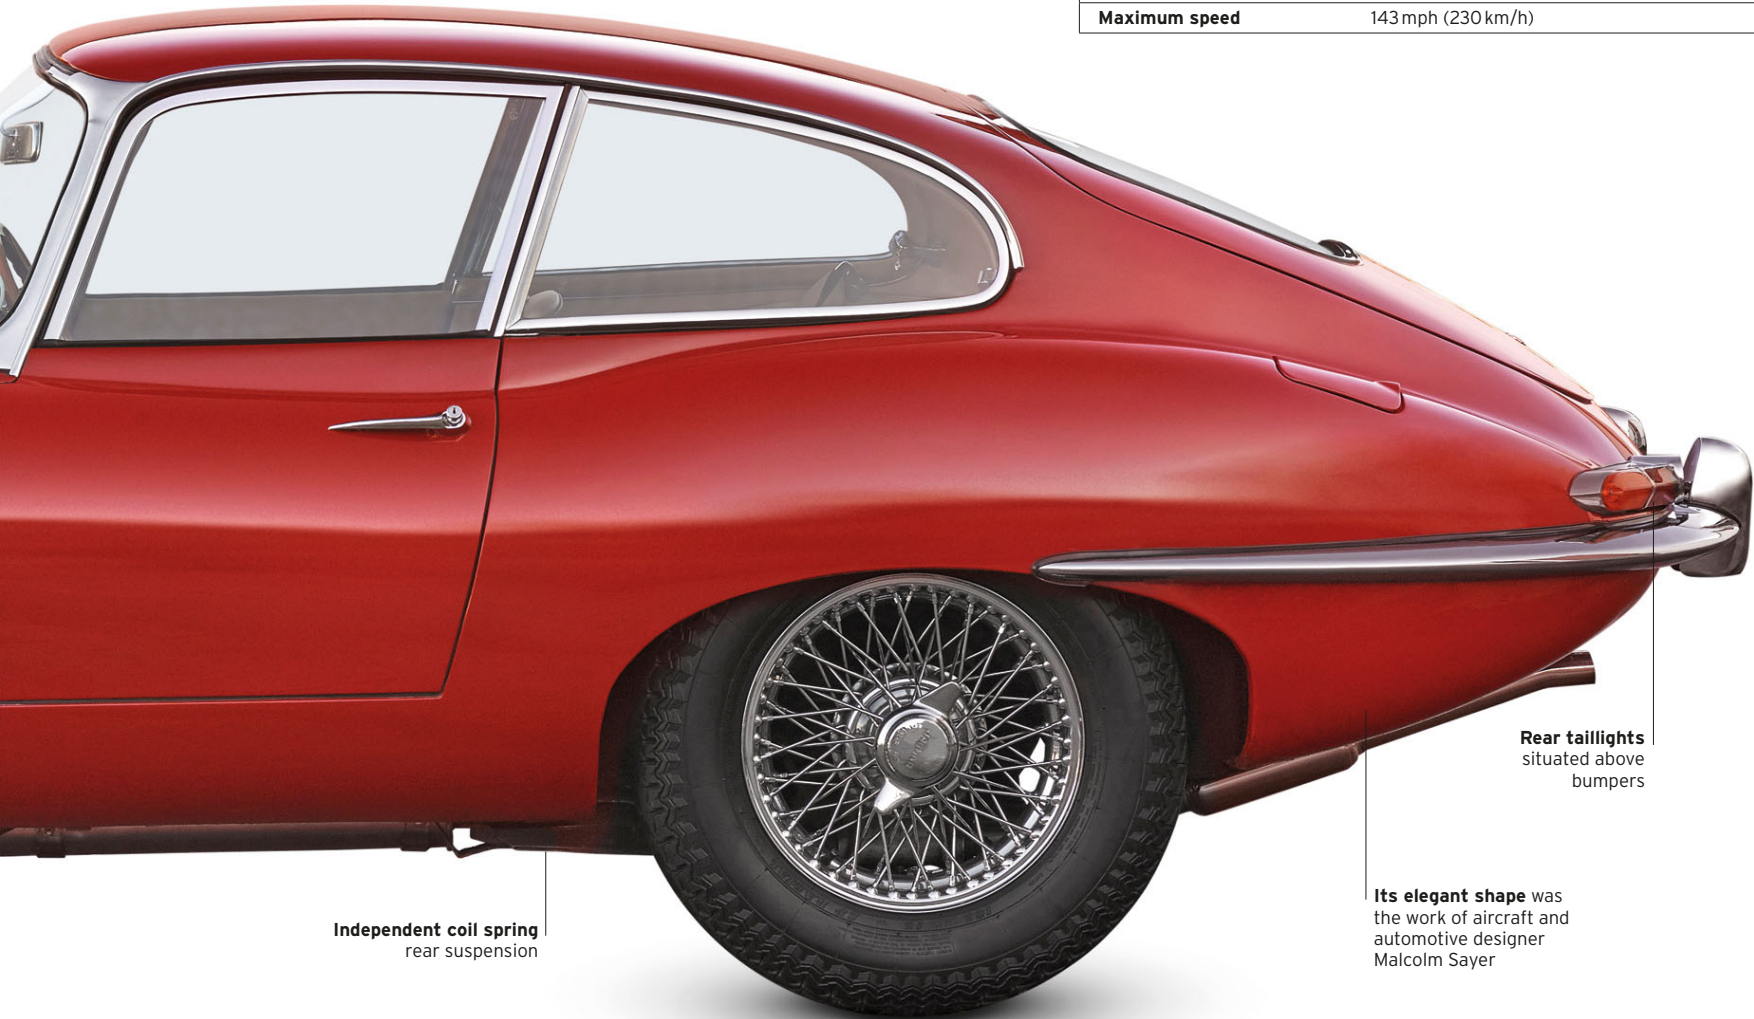 Maximum speed 143 mph (230 km/h)
Rear taillights
situated above
bumpers
Its elegant shape was
the work of aircraft and
automotive designer
Malcolm Sayer
Independent coil spring
rear suspension